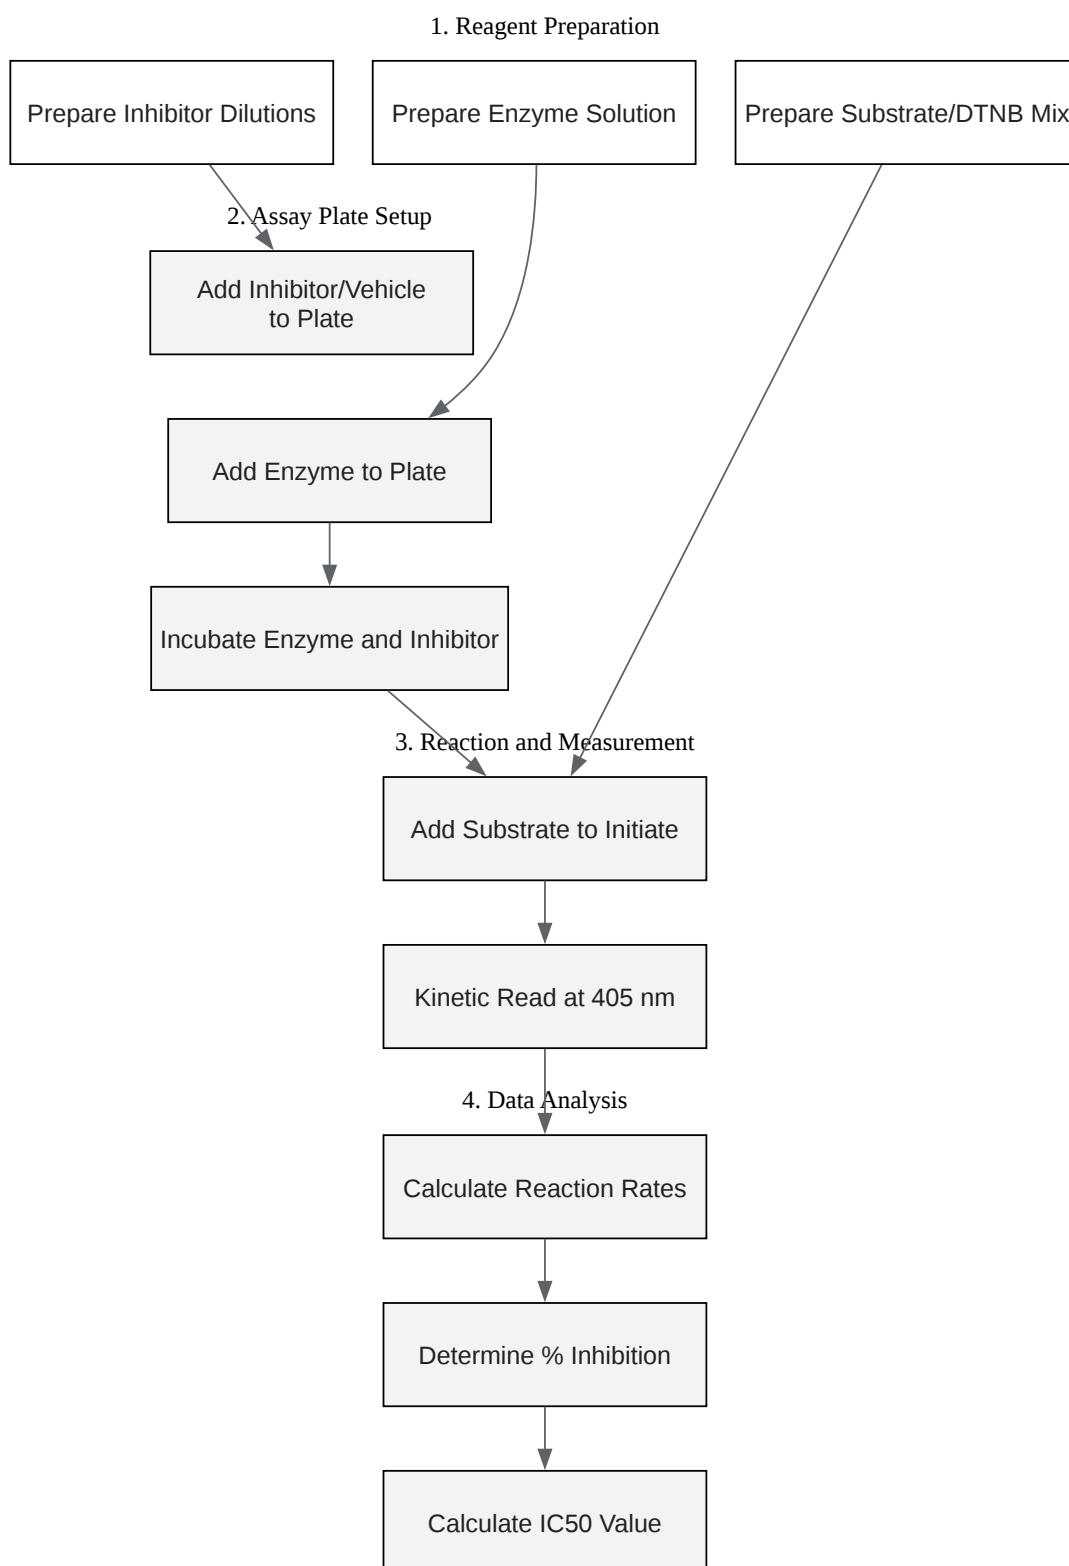 1. Reagent Preparation
Prepare Inhibitor Dilutions
Prepare Enzyme Solution
Prepare Substrate/DTNB Mix
2. Assay Plate Setup
Add Inhibitor/Vehicle
to Plate
Add Enzyme to Plate
Incubate Enzyme and Inhibitor
3. Reaction and Measurement
Add Substrate to Initiate
Kinetic Read at 405 nm
4. Data Analysis
Calculate Reaction Rates
Determine % Inhibition
Calculate IC50 Value